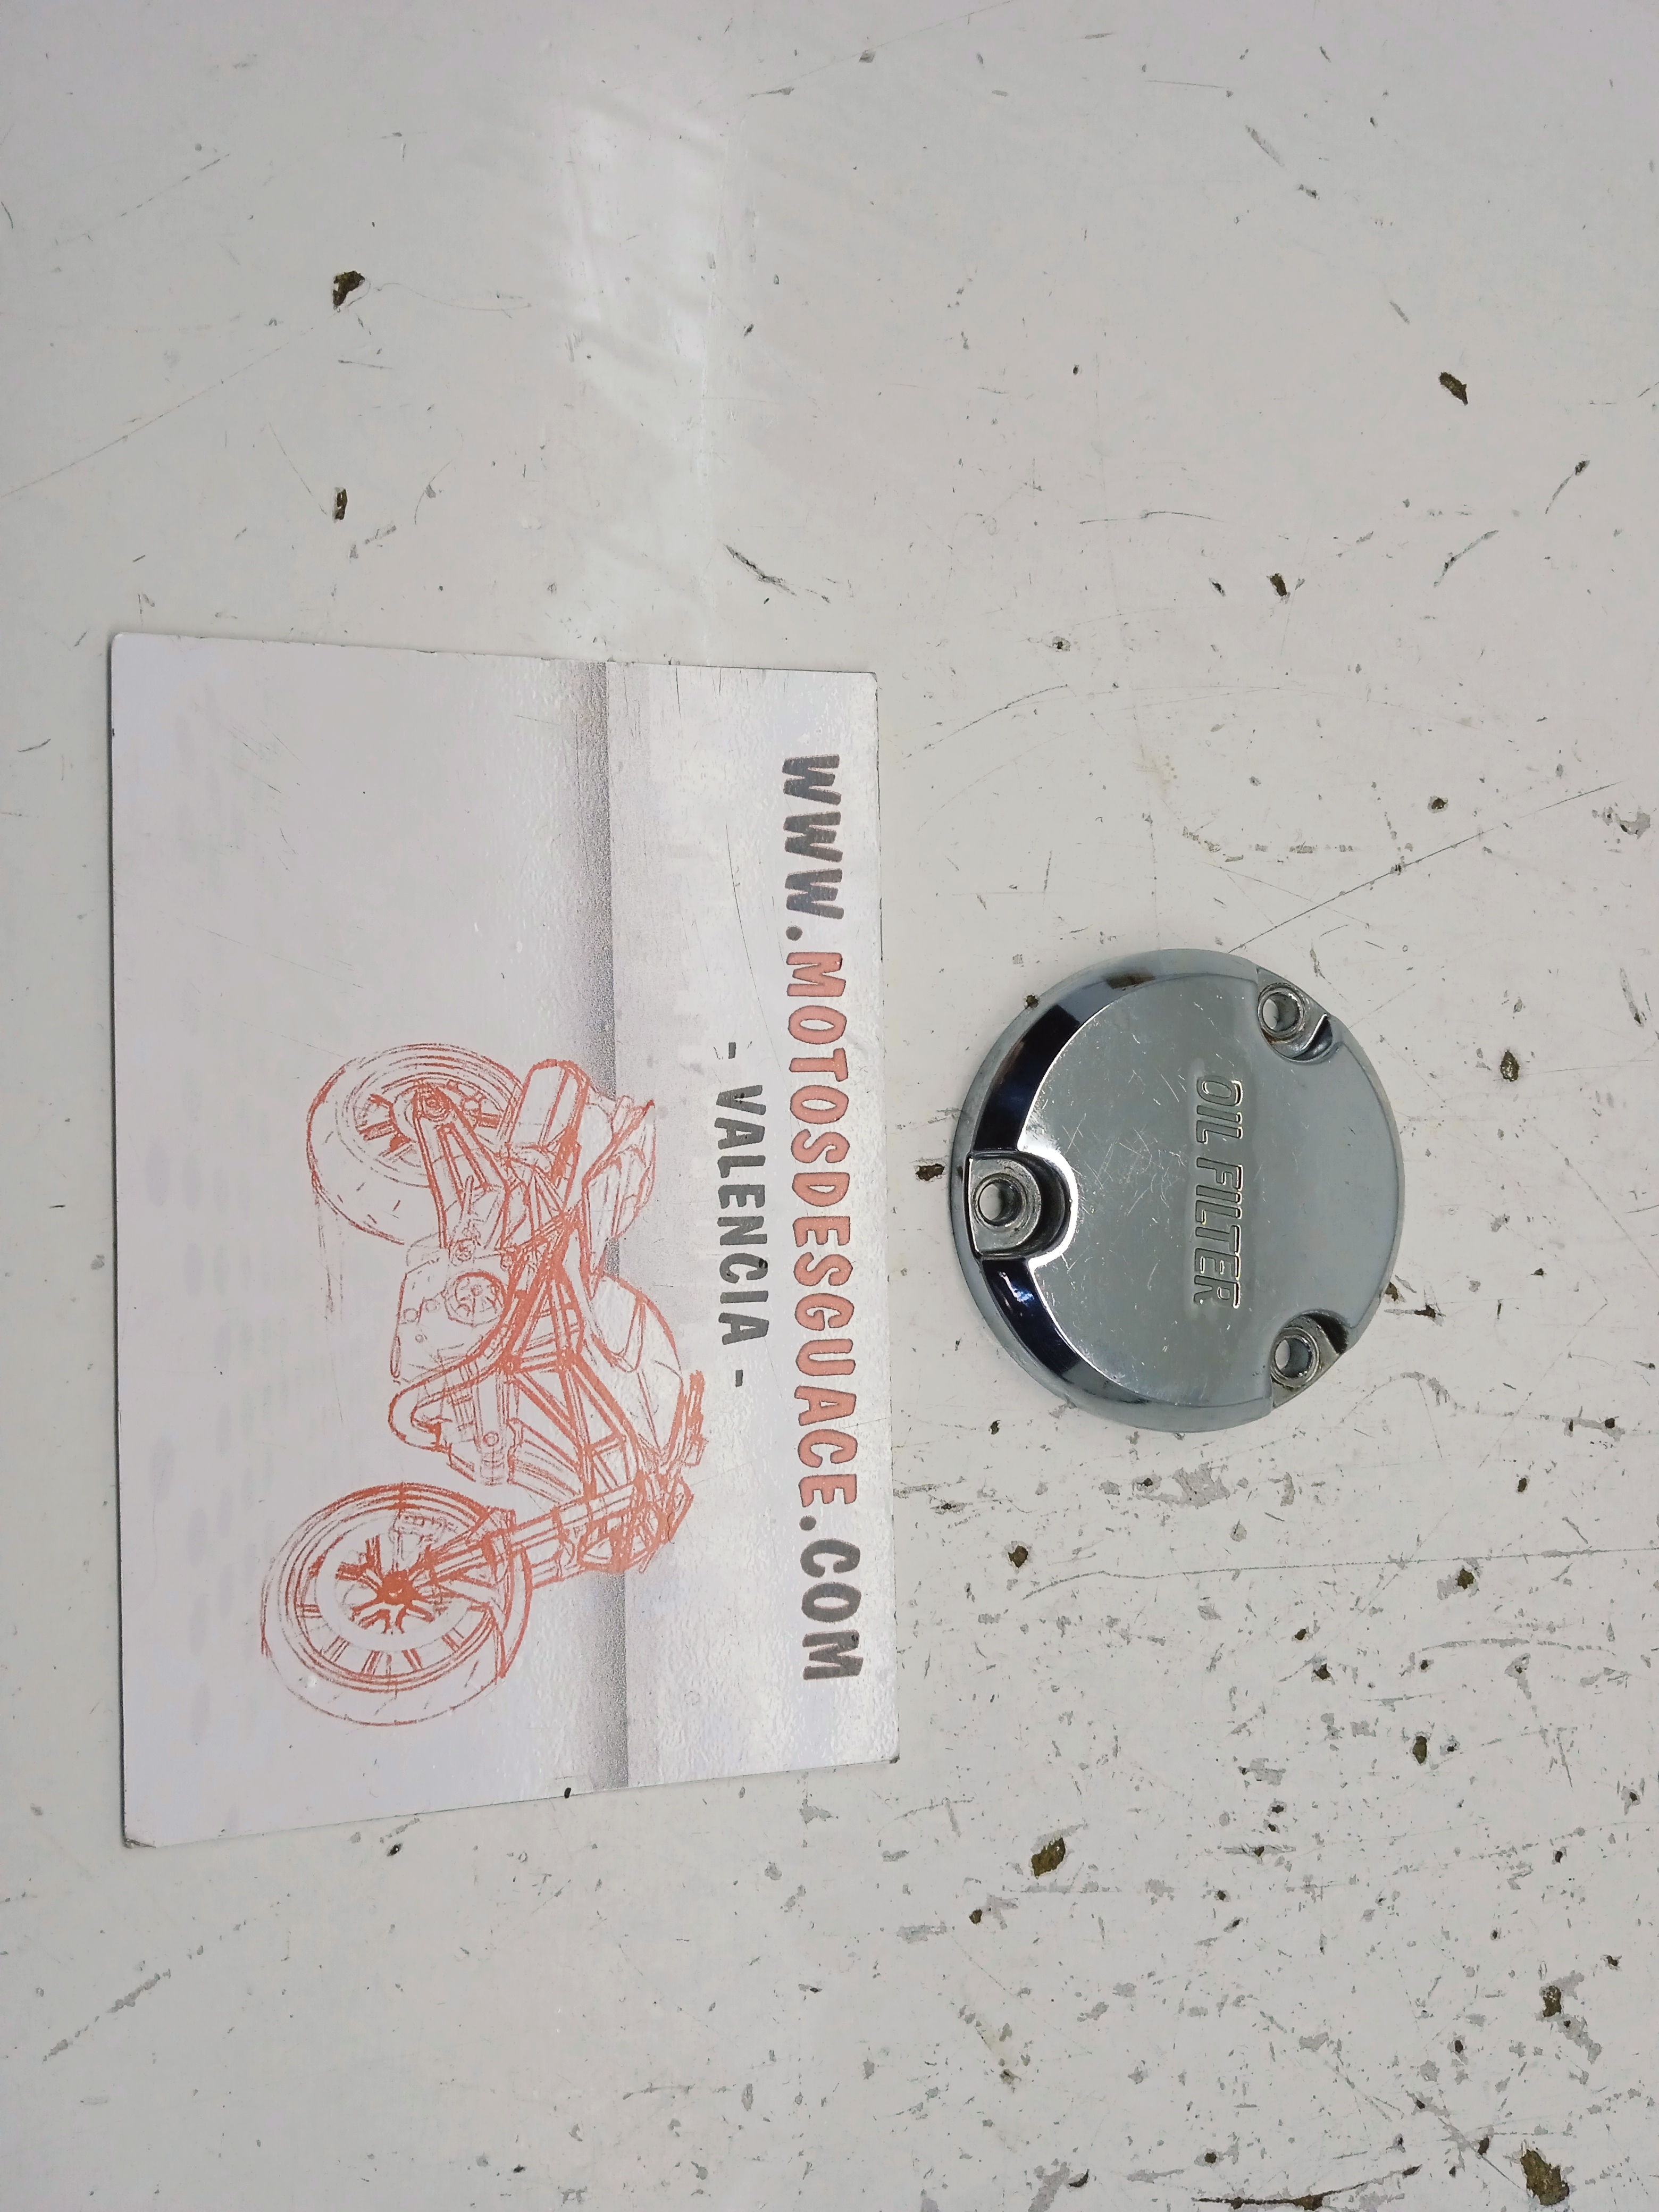 WWW.MOTOSDESGUACE.COM
- VALENCIA -
OIL FILTER